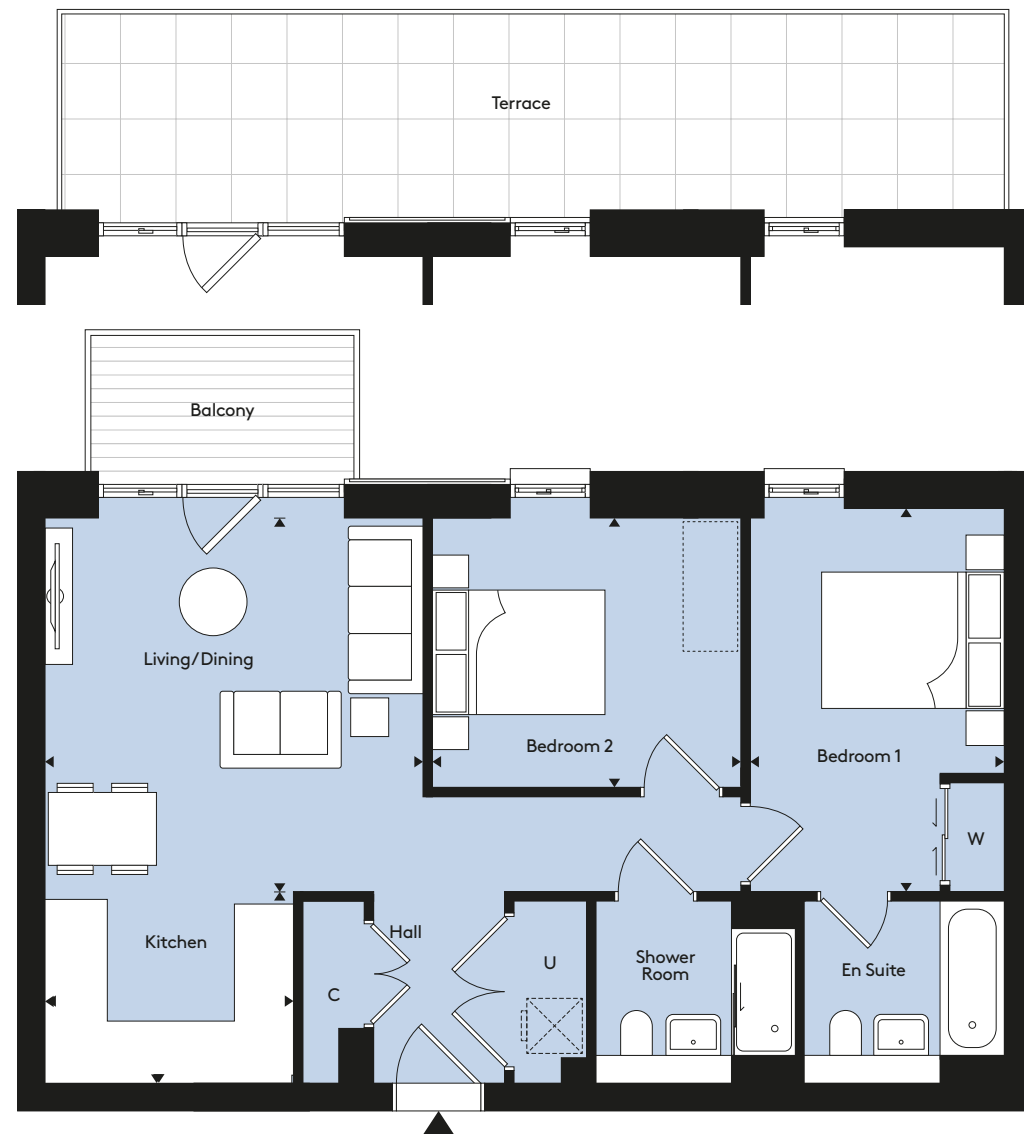 Terrace
Balcony
Living/Dining
Bedroom 2
Bedroom 1
W
Kitchen
Hall
C
U
Shower
Room
En Suite